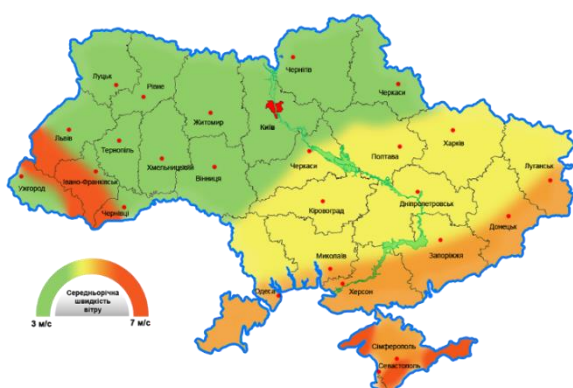 Чернігів
Луцьк
Рівне
Черкаси
Житомир
Київ
Львів
Тернопіль
Хмельницький
Вінниця
Черкаси
Полтава
Харків
Ужгород
Івано-Франківськ
Чернівці
Луганськ
Кіровоград
Дніпропетровськ
Донецьк
Запоріжжя
Миколаїв
Одеса
Херсон
Середньорічна
швидкість
вітру
3 м/с
7 м/с
Сімферополь
Севастополь